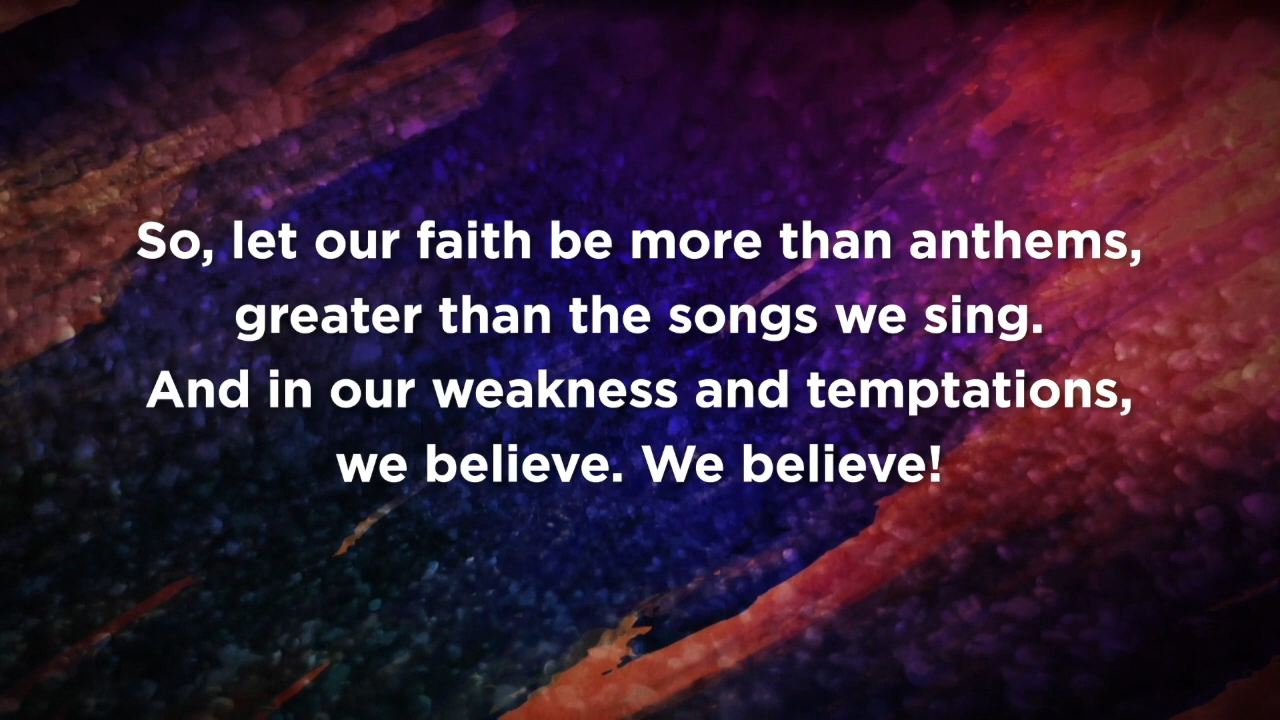 So, let our faith be more than anthems,
greater than the songs we sing.
And in our weakness and temptations,
we believe. We believe!